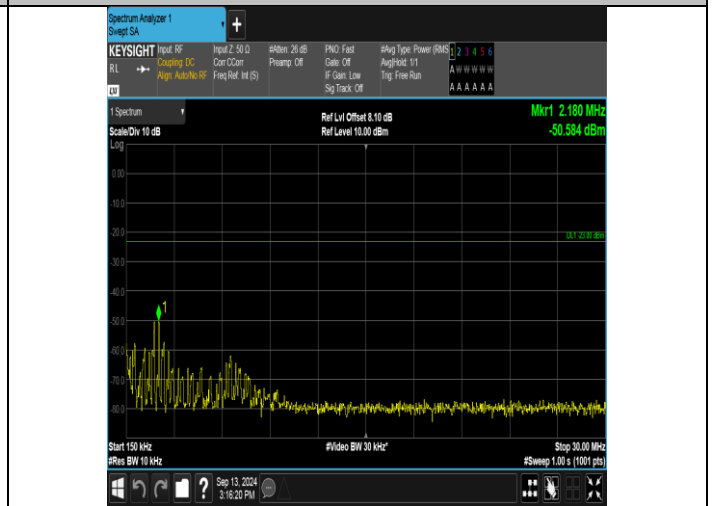 Spectrum Analyzer 1
Swept SA
+
KEYSIGHT Input: RF Input Z: 50 Ω #Atten: 26 dB PNO: Fast #Avg Type: Power (RMS 1 2 3 4 5 6
RL Coupling: DC Corr CCorr Preamp: Off Gate: Off Avg|Hold: 1/1 A W W W W W
Align: Auto/No RF Freq Ref: Int (S) IF Gain: Low Trig: Free Run
LXI Sig Track: Off A A A A A A
1 Spectrum Ref Lvl Offset 8.10 dB Mkr1 2.180 MHz
Scale/Div 10 dB Ref Level 10.00 dBm -50.584 dBm
Log
0.00
-10.0
-20.0
DL1 -23.00 dBm
-30.0
-40.0
1
-50.0
-60.0
-70.0
-80.0
Start 150 kHz #Video BW 30 kHz* Stop 30.00 MHz
#Res BW 10 kHz #Sweep 1.00 s (1001 pts)
? Sep 13, 2024
3:16:20 PM